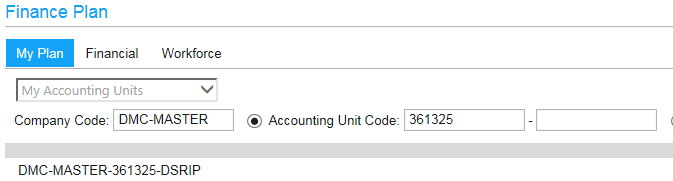 Finance Plan
My Plan Financial Workforce
My Accounting Units
Company Code: DMC-MASTER Accounting Unit Code: 361325 -
DMC-MASTER-361325-DSRIP